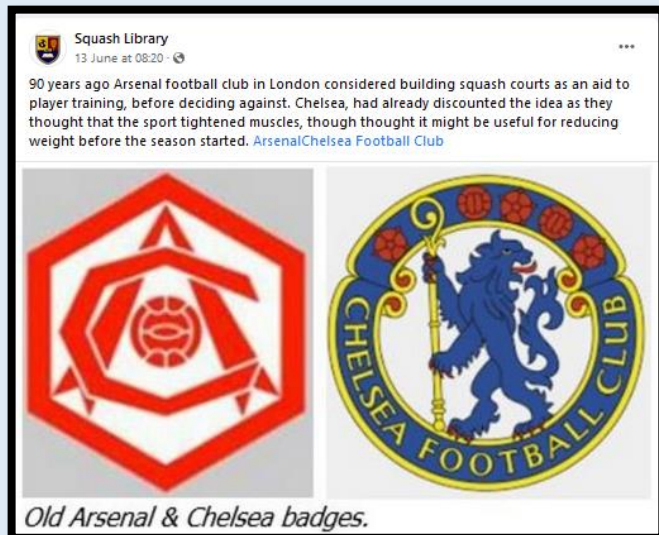 Squash Library
13 June at 08:20 ·
90 years ago Arsenal football club in London considered building squash courts as an aid to
player training, before deciding against. Chelsea, had already discounted the idea as they
thought that the sport tightened muscles, though thought it might be useful for reducing
weight before the season started. ArsenalChelsea Football Club
CHELSEA FOOTBALL CLUB
Old Arsenal & Chelsea badges.